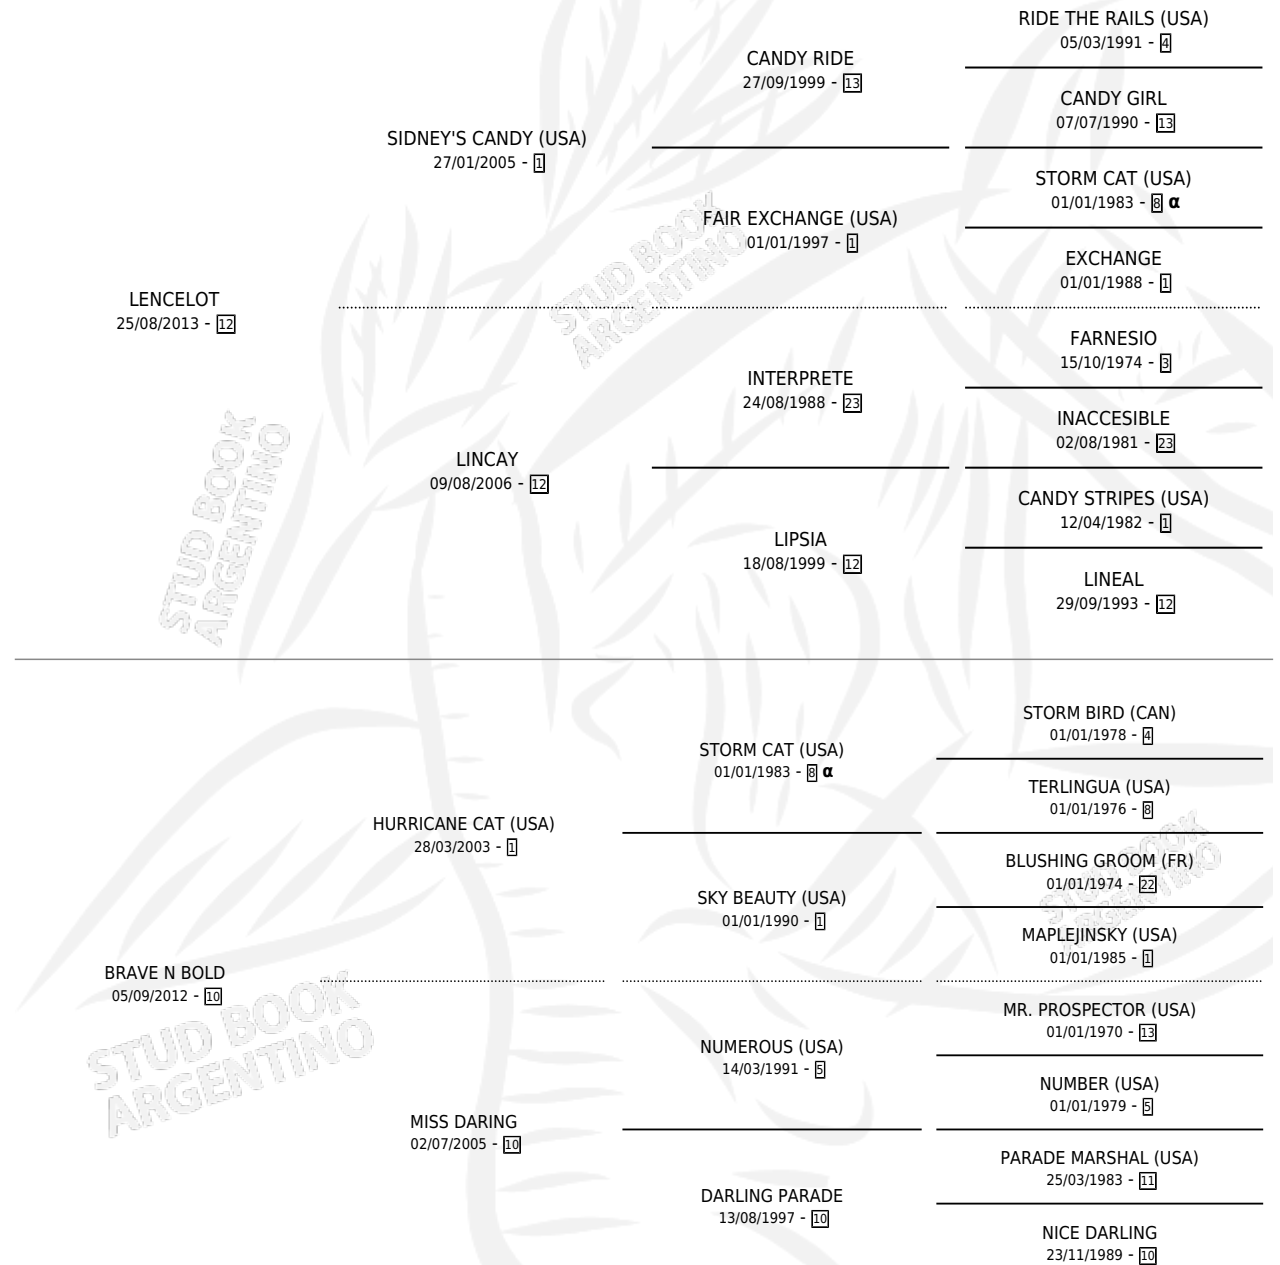 RIDE THE RAILS (USA)
05/03/1991 - 4
CANDY RIDE
27/09/1999 - 13
CANDY GIRL
07/07/1990 - 13
SIDNEY'S CANDY (USA)
27/01/2005 - 1
STORM CAT (USA)
01/01/1983 - 8 α
FAIR EXCHANGE (USA)
01/01/1997 - 1
EXCHANGE
01/01/1988 - 1
LENCELOT
25/08/2013 - 12
FARNESIO
15/10/1974 - 3
INTERPRETE
24/08/1988 - 23
INACCESIBLE
02/08/1981 - 23
LINCAY
09/08/2006 - 12
CANDY STRIPES (USA)
12/04/1982 - 1
LIPSIA
18/08/1999 - 12
LINEAL
29/09/1993 - 12
STORM BIRD (CAN)
01/01/1978 - 4
STORM CAT (USA)
01/01/1983 - 8 α
TERLINGUA (USA)
01/01/1976 - 8
HURRICANE CAT (USA)
28/03/2003 - 1
BLUSHING GROOM (FR)
01/01/1974 - 22
SKY BEAUTY (USA)
01/01/1990 - 1
MAPLEJINSKY (USA)
01/01/1985 - 1
BRAVE N BOLD
05/09/2012 - 10
MR. PROSPECTOR (USA)
01/01/1970 - 13
NUMEROUS (USA)
14/03/1991 - 5
NUMBER (USA)
01/01/1979 - 5
MISS DARING
02/07/2005 - 10
PARADE MARSHAL (USA)
25/03/1983 - 11
DARLING PARADE
13/08/1997 - 10
NICE DARLING
23/11/1989 - 10
STUD BOOK
ARGENTINO
STUD BOOK
ARGENTINO
STUD BOOK
ARGENTINO
STUD BOOK
ARGENTINO